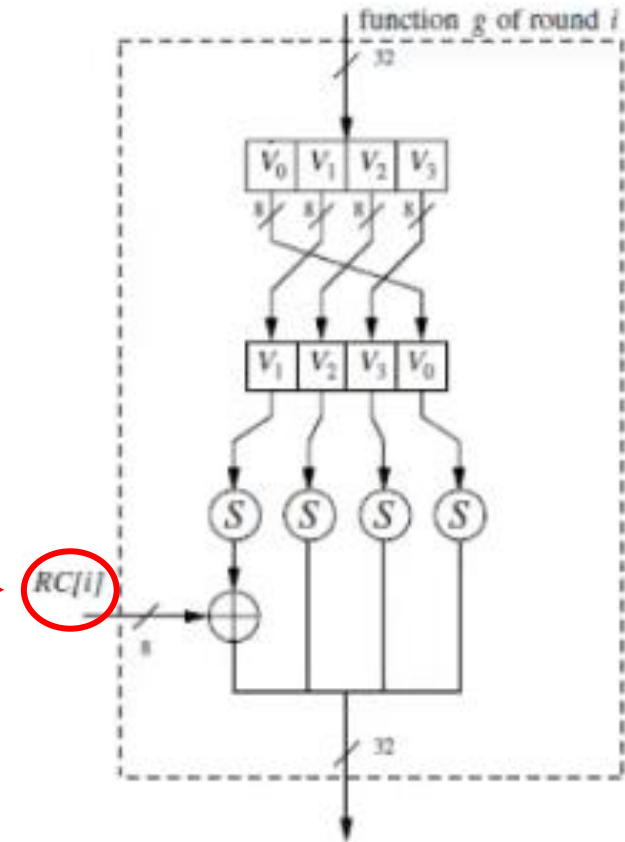 function g of round i
32
V0 V1 V2 V3
8 8 8 8
V1 V2 V3 V0
S S S S
RC[i]
8
32